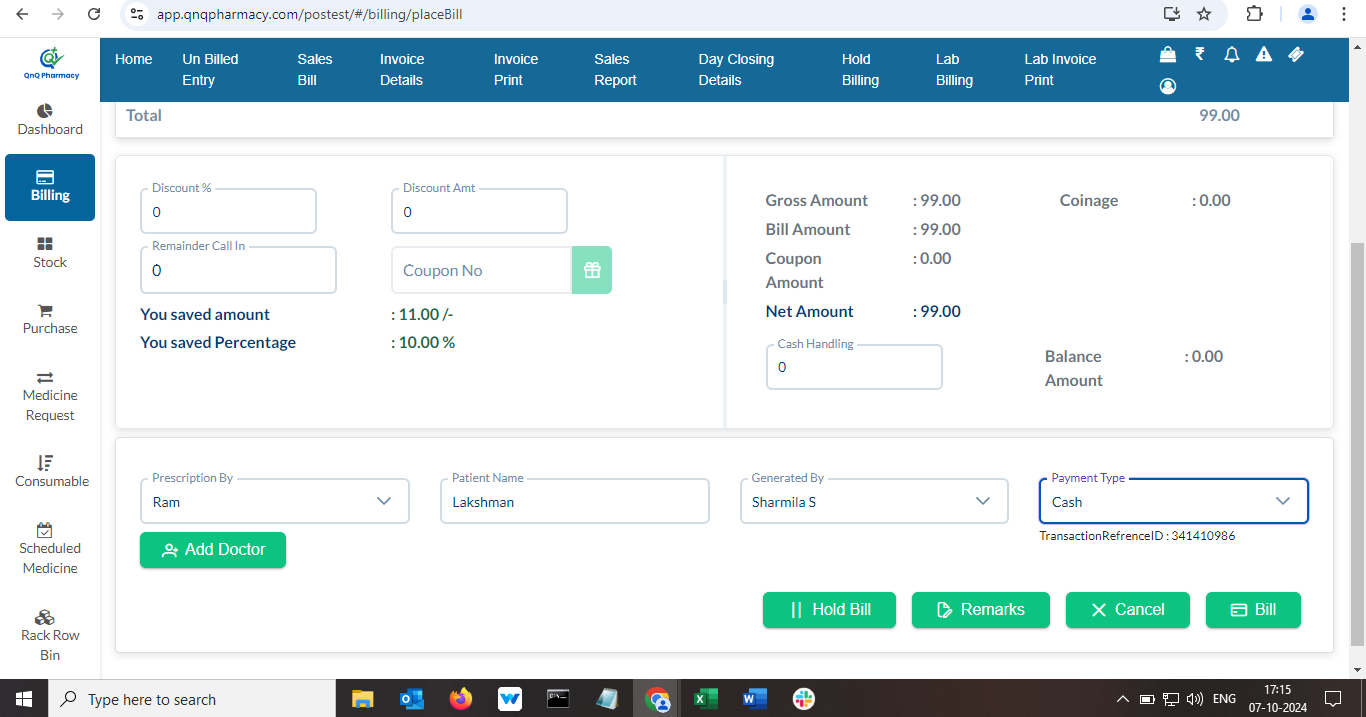 app.qnqpharmacy.com/postest/#/billing/placeBill
QnQ Pharmacy
Home
Un Billed
Entry
Sales
Bill
Invoice
Details
Invoice
Print
Sales
Report
Day Closing
Details
Hold
Billing
Lab
Billing
Lab Invoice
Print
Dashboard
Billing
Stock
Purchase
Medicine
Request
Consumable
Scheduled
Medicine
Rack Row
Bin
Total 99.00
Discount %
0
Discount Amt
0
Remainder Call In
0
Coupon No
You saved amount : 11.00 /-
You saved Percentage : 10.00 %
Gross Amount : 99.00
Coinage : 0.00
Bill Amount : 99.00
Coupon
Amount
: 0.00
Net Amount : 99.00
Cash Handling
0
Balance
Amount
: 0.00
Prescription By
Ram
Patient Name
Lakshman
Generated By
Sharmila S
Payment Type
Cash
TransactionRefrenceID : 341410986
Add Doctor
Hold Bill
Remarks
Cancel
Bill
Type here to search
ENG
17:15
07-10-2024